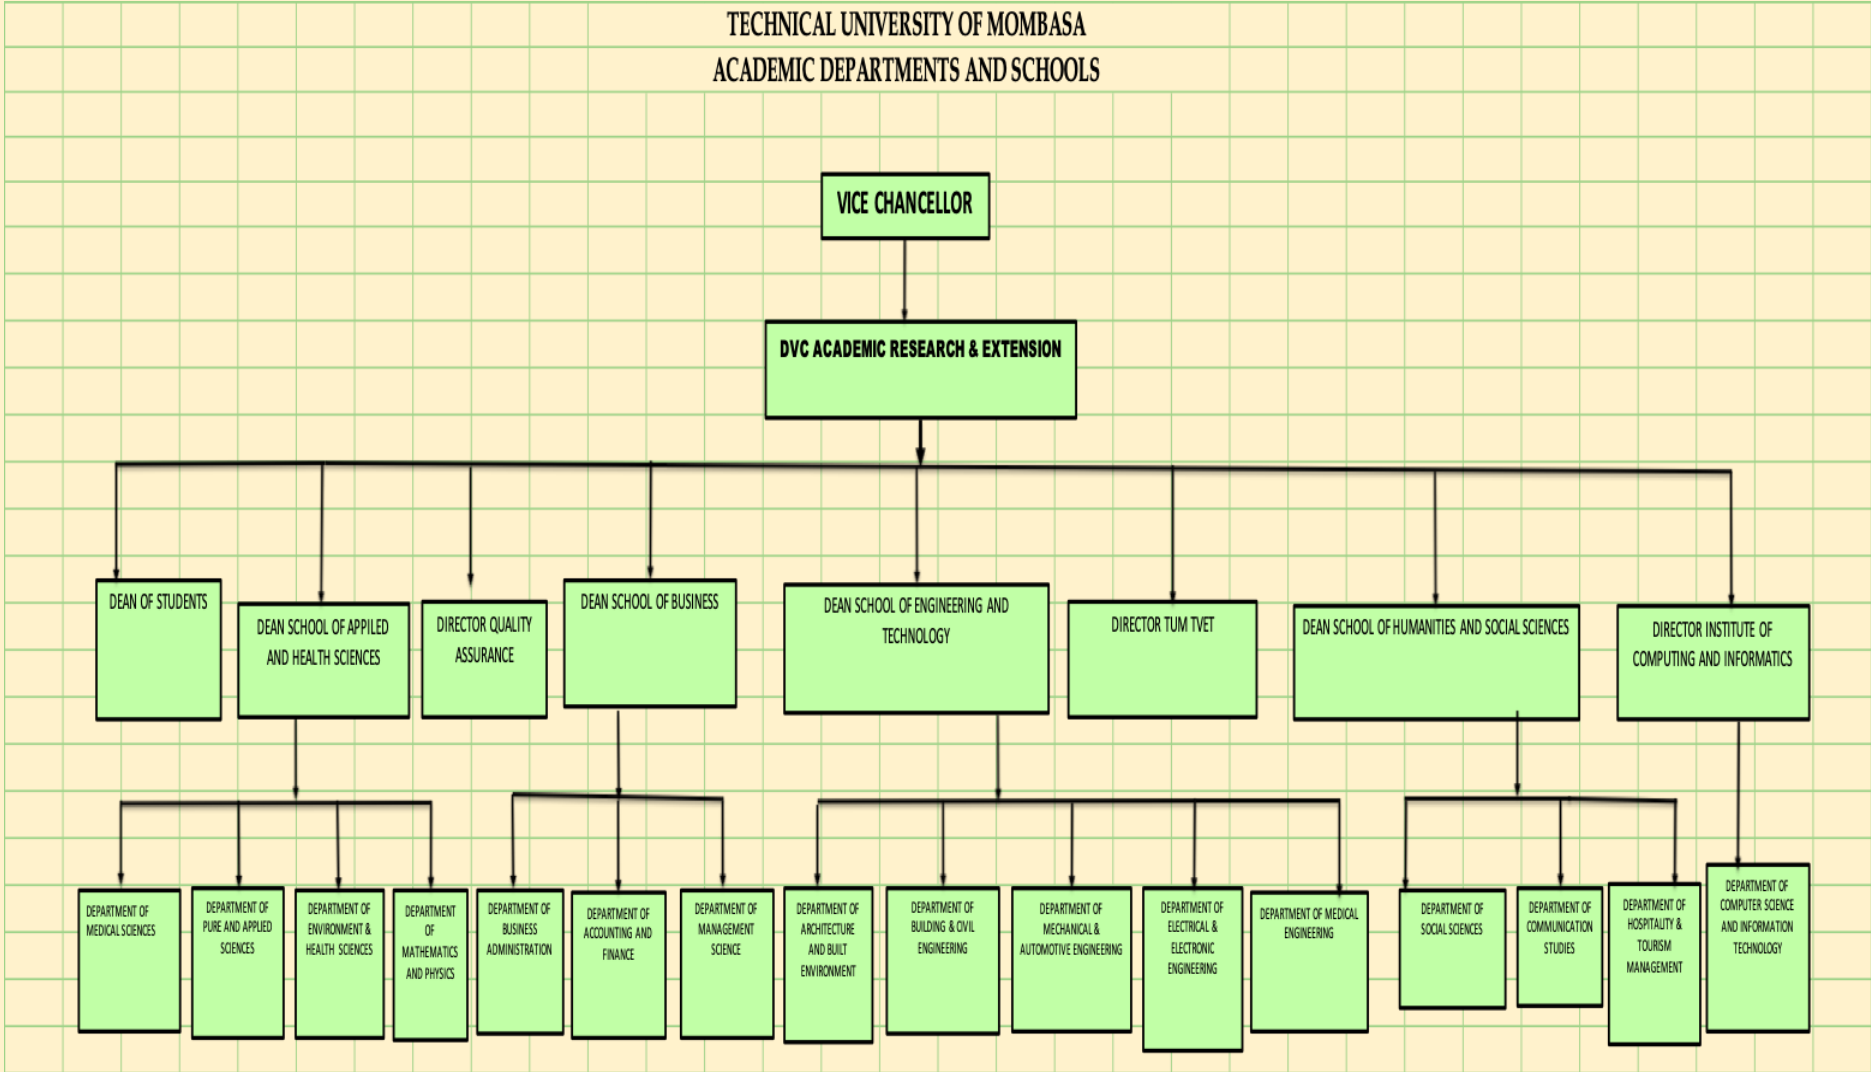 TECHNICAL UNIVERSITY OF MOMBASA
ACADEMIC DEPARTMENTS AND SCHOOLS
VICE CHANCELLOR
DVC ACADEMIC RESEARCH & EXTENSION
DEAN OF STUDENTS
DEAN SCHOOL OF APPILED
AND HEALTH SCIENCES
DIRECTOR QUALITY
ASSURANCE
DEAN SCHOOL OF BUSINESS
DEAN SCHOOL OF ENGINEERING AND
TECHNOLOGY
DIRECTOR TUM TVET
DEAN SCHOOL OF HUMANITIES AND SOCIAL SCIENCES
DIRECTOR INSTITUTE OF
COMPUTING AND INFORMATICS
DEPARTMENT OF
MEDICAL SCIENCES
DEPARTMENT OF
PURE AND APPLIED
SCIENCES
DEPARTMENT OF
ENVIRONMENT &
HEALTH SCIENCES
DEPARTMENT
OF
MATHEMATICS
AND PHYSICS
DEPARTMENT OF
BUSINESS
ADMINISTRATION
DEPARTMENT OF
ACCOUNTING AND
FINANCE
DEPARTMENT OF
MANAGEMENT
SCIENCE
DEPARTMENT OF
ARCHITECTURE
AND BUILT
ENVIRONMENT
DEPARTMENT OF
BUILDING & CIVIL
ENGINEERING
DEPARTMENT OF
MECHANICAL &
AUTOMOTIVE ENGINEERING
DEPARTMENT OF
ELECTRICAL &
ELECTRONIC
ENGINEERING
DEPARTMENT OF MEDICAL
ENGINEERING
DEPARTMENT OF
SOCIAL SCIENCES
DEPARTMENT OF
COMMUNICATION
STUDIES
DEPARTMENT OF
HOSPITALITY &
TOURISM
MANAGEMENT
DEPARTMENT OF
COMPUTER SCIENCE
AND INFORMATION
TECHNOLOGY